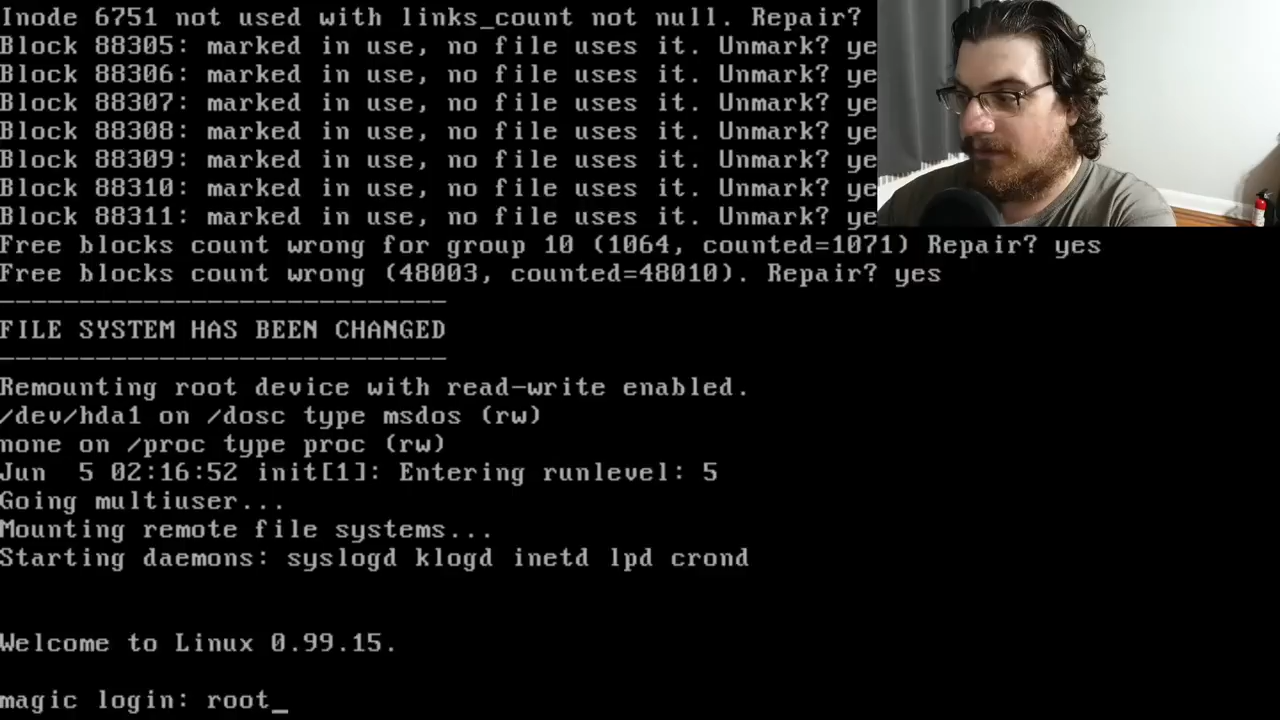 Inode 6751 not used with links_count not null. Repair?
Block 88305: marked in use, no file uses it. Unmark? ye
Block 88306: marked in use, no file uses it. Unmark? ye
Block 88307: marked in use, no file uses it. Unmark? ye
Block 88308: marked in use, no file uses it. Unmark? ye
Block 88309: marked in use, no file uses it. Unmark? ye
Block 88310: marked in use, no file uses it. Unmark? ye
Block 88311: marked in use, no file uses it. Unmark? ye
Free blocks count wrong for group 10 (1064, counted=1071) Repair? yes
Free blocks count wrong (48003, counted=48010). Repair? yes
----------------------------
FILE SYSTEM HAS BEEN CHANGED
----------------------------
Remounting root device with read-write enabled.
/dev/hda1 on /dosc type msdos (rw)
none on /proc type proc (rw)
Jun  5 02:16:52 init[1]: Entering runlevel: 5
Going multiuser...
Mounting remote file systems...
Starting daemons: syslogd klogd inetd lpd crond
Welcome to Linux 0.99.15.
magic login: root_